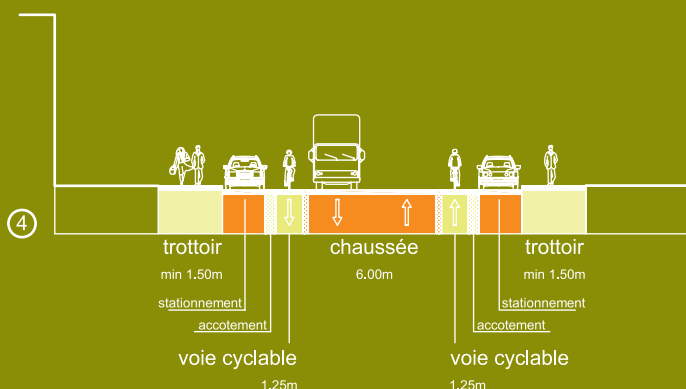 4
trottoir chaussée trottoir
min 1.50m 6.00m min 1.50m
stationnement stationnement
accotement accotement
voie cyclable voie cyclable
1.25m 1.25m